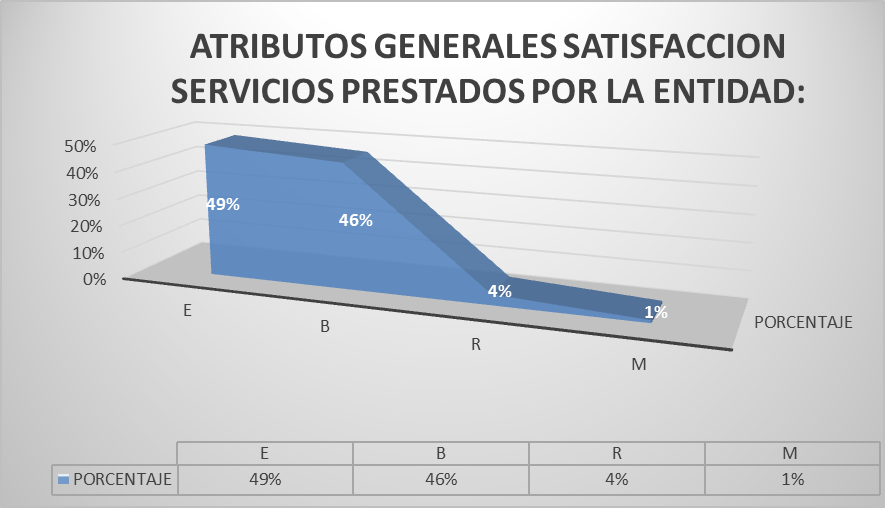 ATRIBUTOS GENERALES SATISFACCION
SERVICIOS PRESTADOS POR LA ENTIDAD:
50%
40%
30%
20%
10%
0%
49%
46%
4%
1%
E
B
R
M
PORCENTAJE
E B R M
PORCENTAJE 49% 46% 4% 1%